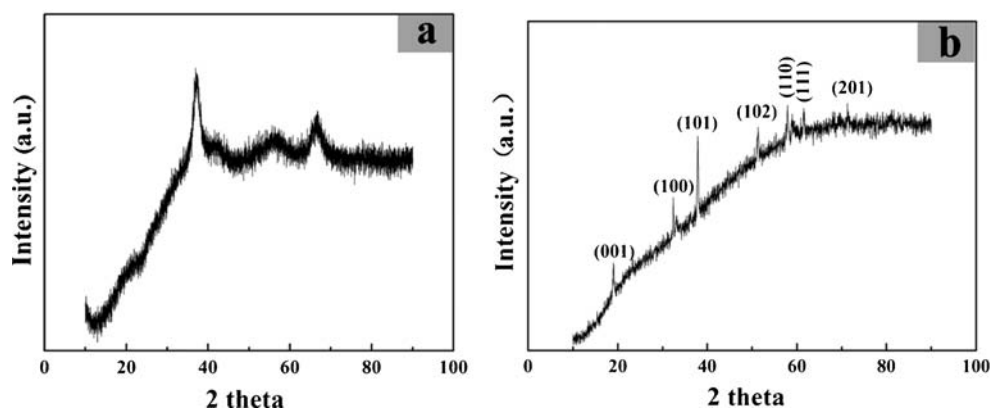 a
Intensity (a.u.)
0 20 40 60 80 100
2 theta
b
Intensity (a.u.)
(001)
(100)
(101)
(102)
(110)
(111)
(201)
0 20 40 60 80 100
2 theta